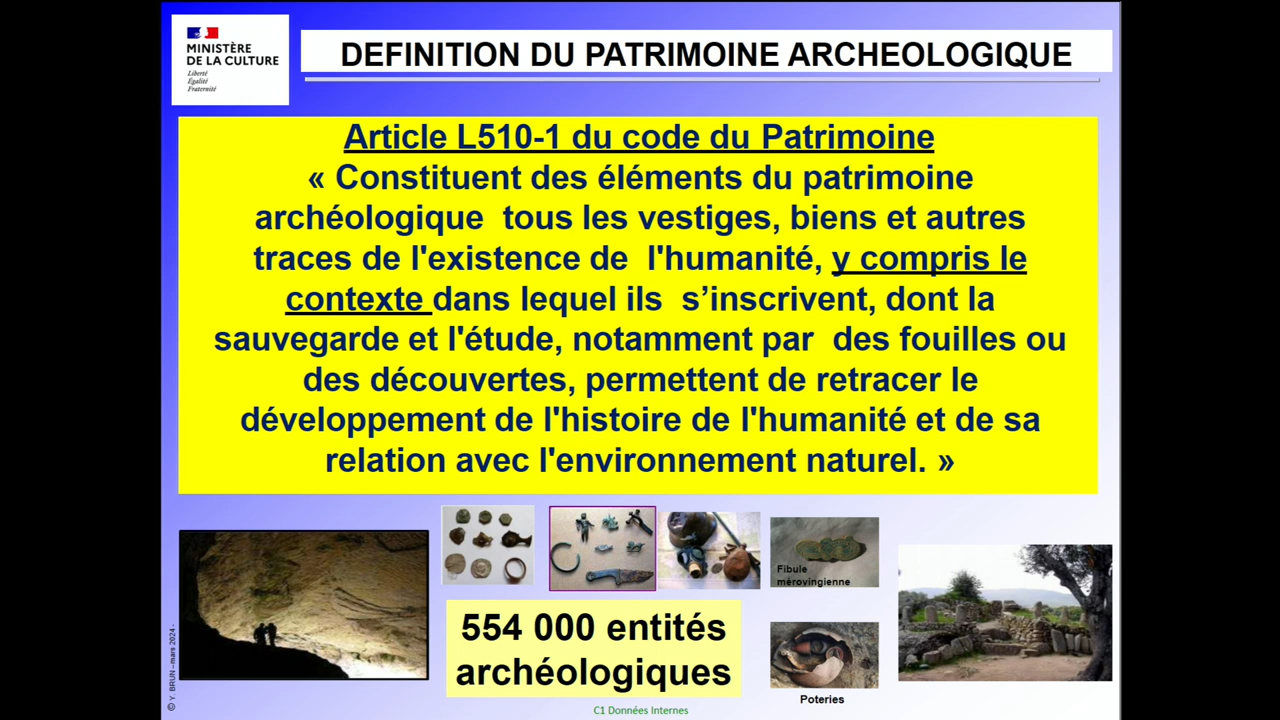 MINISTÈRE
DE LA CULTURE
Liberté
Égalité
Fraternité
DEFINITION DU PATRIMOINE ARCHEOLOGIQUE
Article L510-1 du code du Patrimoine
« Constituent des éléments du patrimoine
archéologique tous les vestiges, biens et autres
traces de l'existence de l'humanité, y compris le
contexte dans lequel ils s’inscrivent, dont la
sauvegarde et l'étude, notamment par des fouilles ou
des découvertes, permettent de retracer le
développement de l'histoire de l'humanité et de sa
relation avec l'environnement naturel. »
Fibule
mérovingienne
554 000 entités
archéologiques
Poteries
© Y. BRUN – mars 2024 -
C1 Données Internes